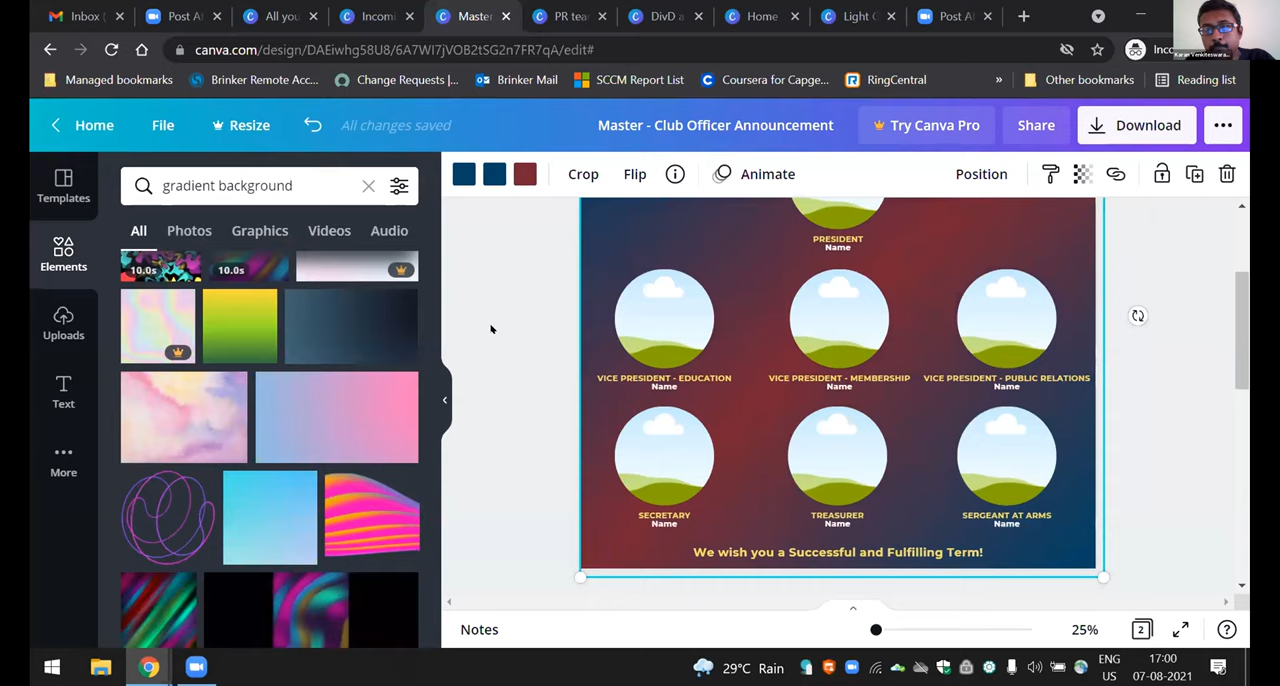 Inbox (
Post A
All you
Incomi
Master
PR tea
DivD a
Home
Light G
Post A
canva.com/design/DAEiwhg58U8/6A7WI7jVOB2tSG2n7FR7qA/edit#
Managed bookmarks
Brinker Remote Acc...
Change Requests |...
Brinker Mail
SCCM Report List
Coursera for Capge...
RingCentral
»
Other bookmarks
Reading list
Home
File
Resize
All changes saved
Master - Club Officer Announcement
Try Canva Pro
Share
Download
Templates
Elements
Uploads
Text
More
gradient background
All
Photos
Graphics
Videos
Audio
10.0s
10.0s
Crop
Flip
Animate
Position
PRESIDENT
Name
VICE PRESIDENT - EDUCATION
Name
VICE PRESIDENT - MEMBERSHIP
Name
VICE PRESIDENT - PUBLIC RELATIONS
Name
SECRETARY
Name
TREASURER
Name
SERGEANT AT ARMS
Name
We wish you a Successful and Fulfilling Term!
Notes
25%
2
29°C Rain
ENG
US
17:00
07-08-2021